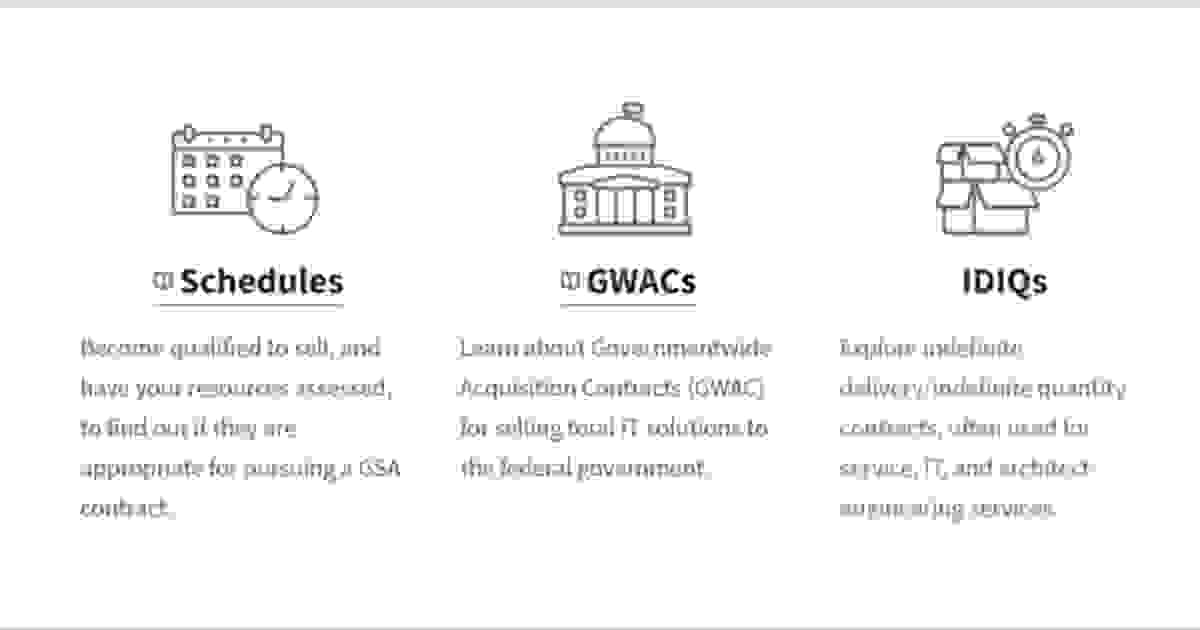 Schedules
Become qualified to sell, and
have your resources assessed,
to find out if they are
appropriate for pursuing a GSA
contract.
GWACs
Learn about Governmentwide
Acquisition Contracts (GWAC)
for selling total IT solutions to
the federal government.
IDIQs
Explore indefinite
delivery/indefinite quantity
contracts, often used for
service, IT, and architect-
engineering services.